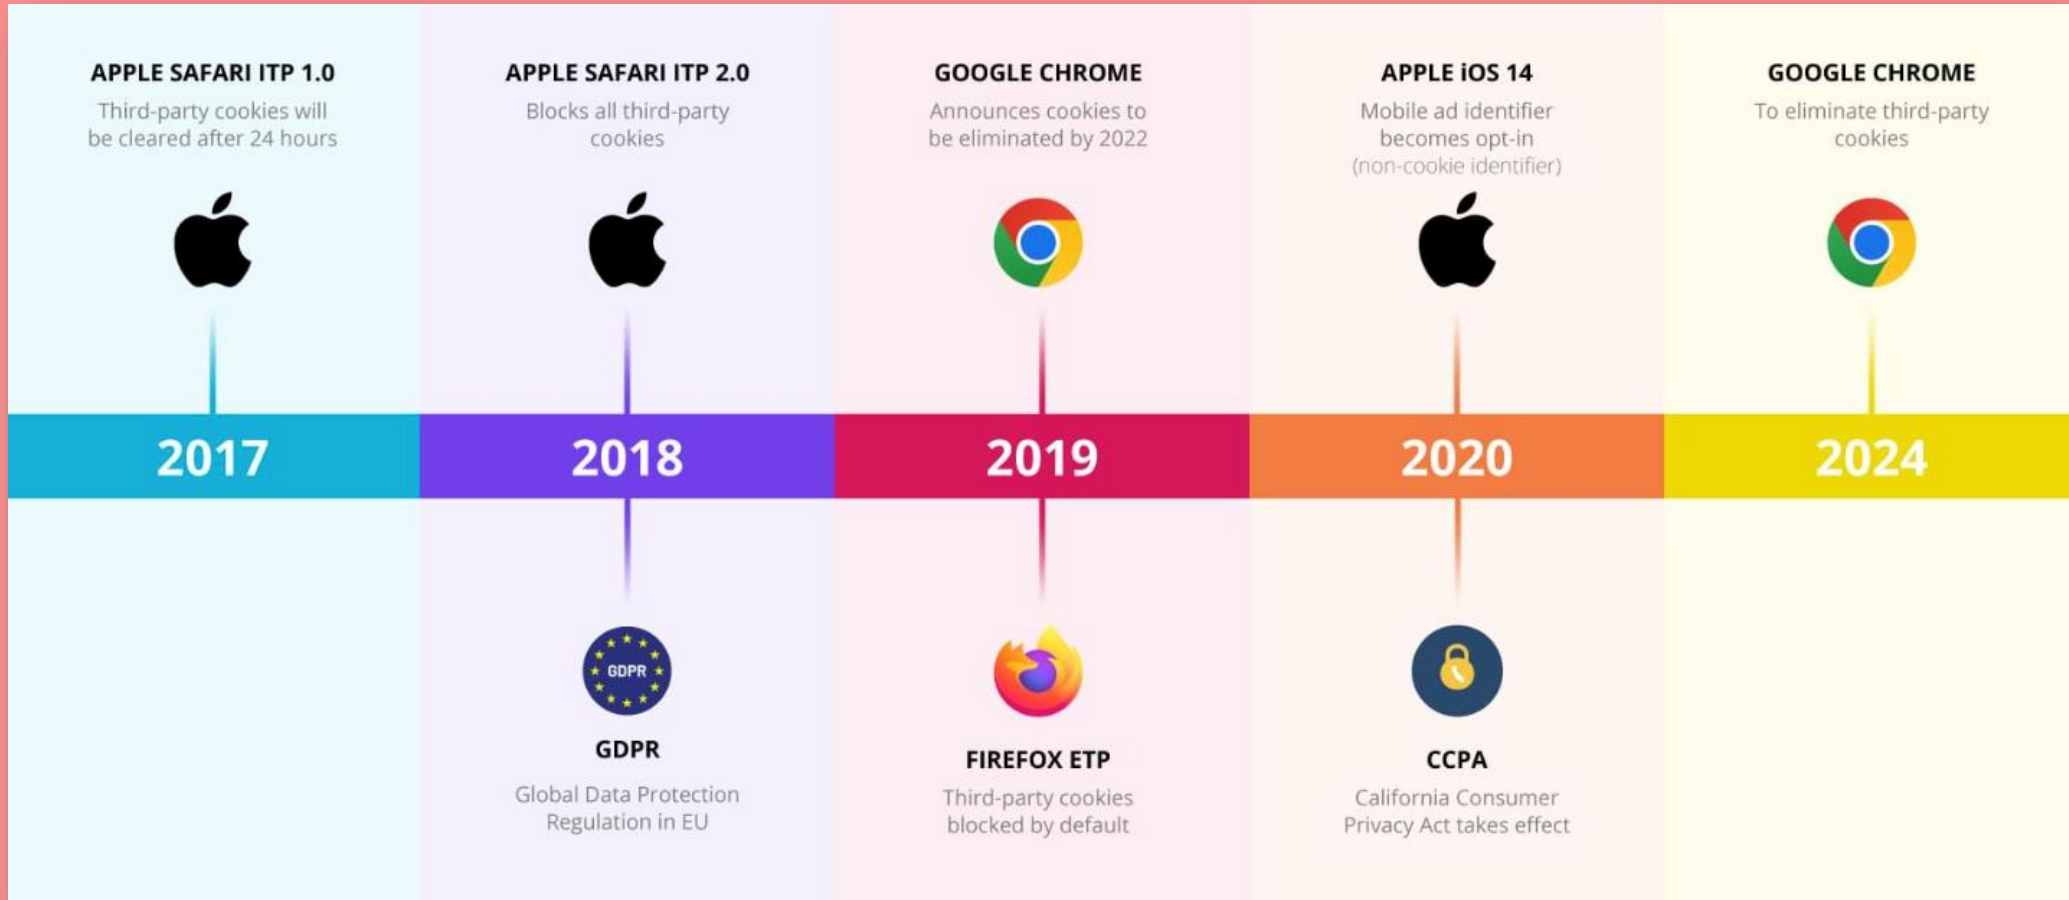 APPLE SAFARI ITP 1.0
Third-party cookies will
be cleared after 24 hours
APPLE SAFARI ITP 2.0
Blocks all third-party
cookies
GOOGLE CHROME
Announces cookies to
be eliminated by 2022
APPLE iOS 14
Mobile ad identifier
becomes opt-in
(non-cookie identifier)
GOOGLE CHROME
To eliminate third-party
cookies
2017
2018
2019
2020
2024
GDPR
GDPR
Global Data Protection
Regulation in EU
FIREFOX ETP
Third-party cookies
blocked by default
CCPA
California Consumer
Privacy Act takes effect